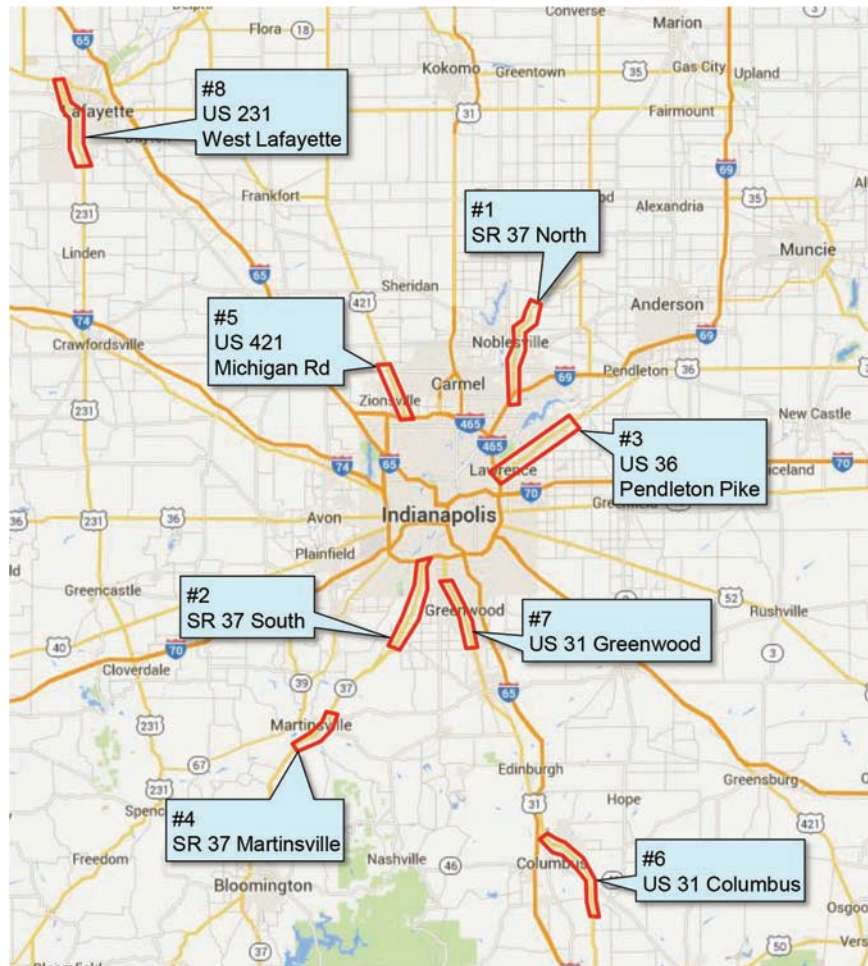 Converse
Marion
3
Flora
18
65
Kokomo
Greentown
35
Gas City
Upland
#8
US 231
West Lafayette
Lafayette
31
Fairmount
69
Frankfort
#1
SR 37 North
Alexandria
35
231
Muncie
Linden
65
Sheridan
421
Anderson
#5
US 421
Michigan Rd
74
Noblesville
69
Crawfordsville
Carmel
69
Pendleton
36
Zionsville
465
New Castle
231
465
#3
US 36
Pendleton Pike
74
65
Lawrence
70
70
36
231
36
Avon
Indianapolis
Plainfield
Greencastle
#2
SR 37 South
Greenwood
#7
US 31 Greenwood
52
Rushville
40
70
Cloverdale
3
39
37
65
231
Martinsville
67
Edinburgh
Greensburg
31
Hope
#4
SR 37 Martinsville
421
Freedom
Nashville
46
Columbus
#6
US 31 Columbus
Bloomington
37
50